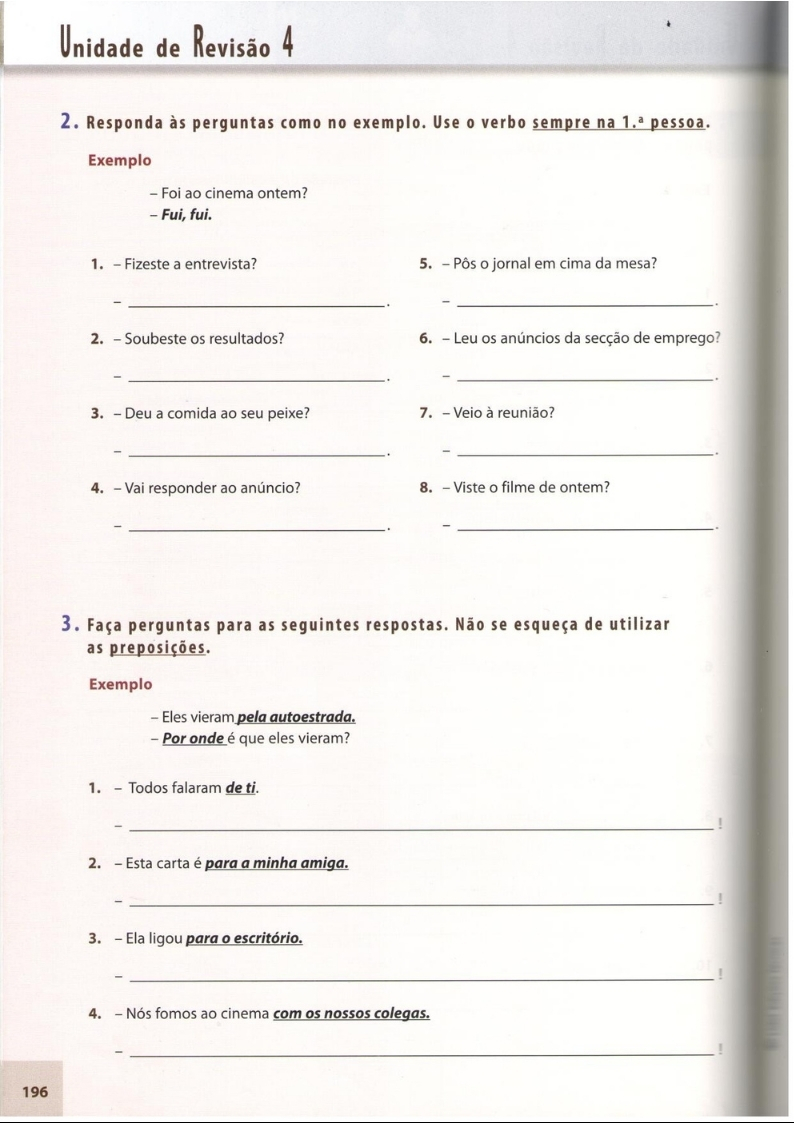 Unidade de Revisão 4
2. Responda às perguntas como no exemplo. Use o verbo sempre na 1.ª pessoa.
Exemplo
– Foi ao cinema ontem?
– Fui, fui.
1. – Fizeste a entrevista?
– .
2. – Soubeste os resultados?
– .
3. – Deu a comida ao seu peixe?
– .
4. – Vai responder ao anúncio?
– .
5. – Pôs o jornal em cima da mesa?
– .
6. – Leu os anúncios da secção de emprego?
– .
7. – Veio à reunião?
– .
8. – Viste o filme de ontem?
– .
3. Faça perguntas para as seguintes respostas. Não se esqueça de utilizar
as preposições.
Exemplo
– Eles vieram pela autoestrada.
– Por onde é que eles vieram?
1. – Todos falaram de ti.
– ?
2. – Esta carta é para a minha amiga.
– ?
3. – Ela ligou para o escritório.
– ?
4. – Nós fomos ao cinema com os nossos colegas.
– ?
196